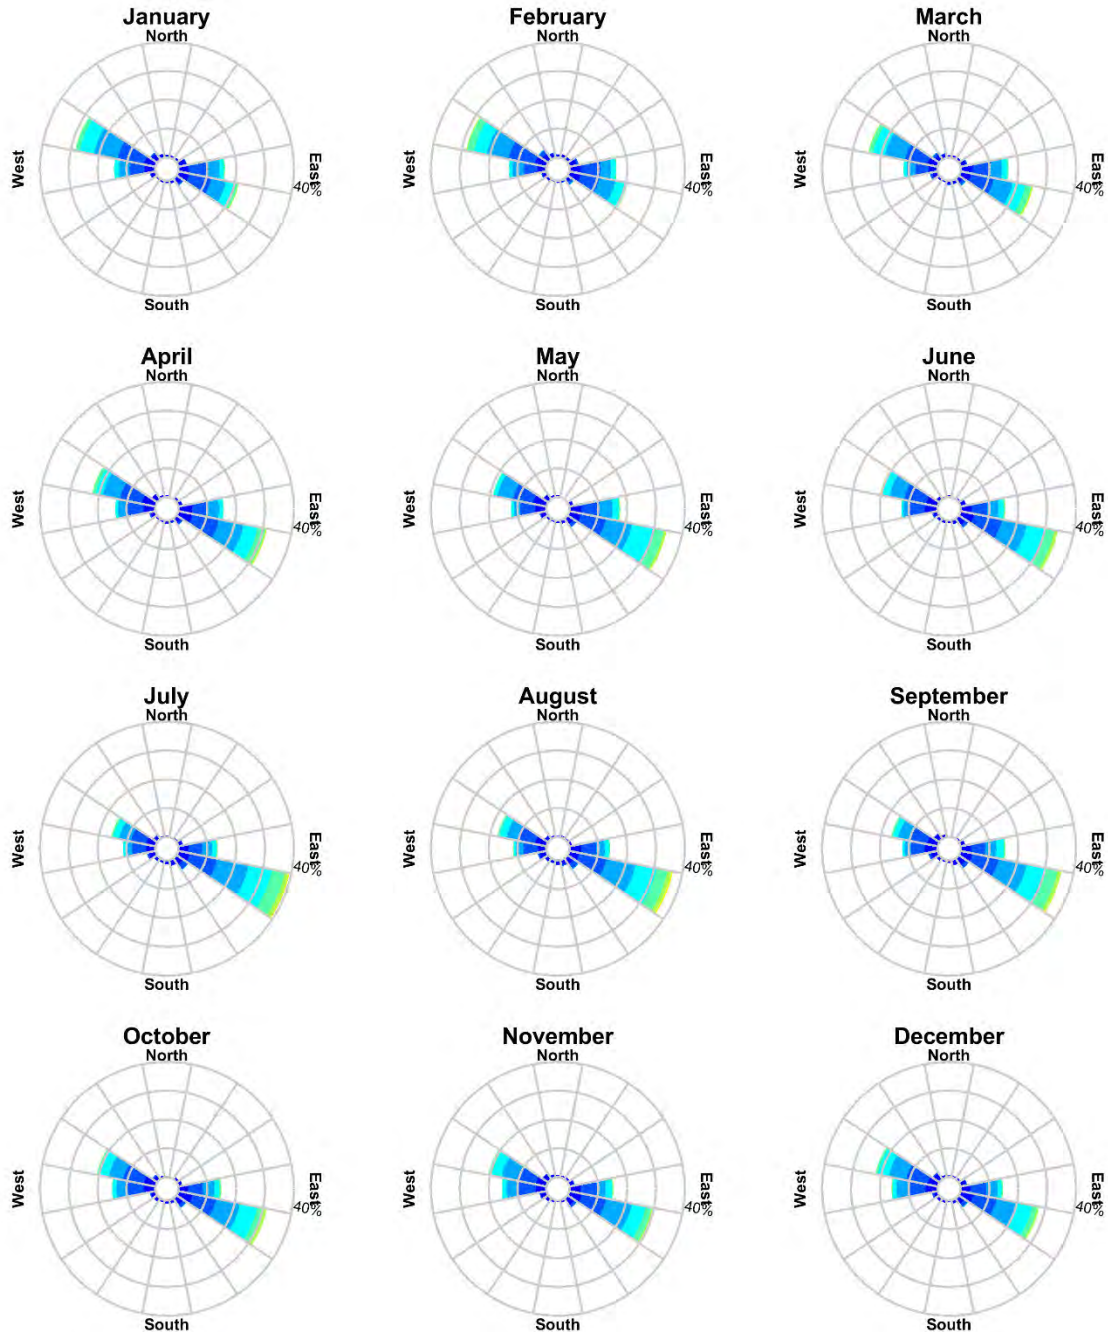 January February March
North North North
West East West East West East
40% 40% 40%
South South South
April May June
North North North
West East West East West East
40% 40% 40%
South South South
July August September
North North North
West East West East West East
40% 40% 40%
South South South
October November December
North North North
West East West East West East
40% 40% 40%
South South South